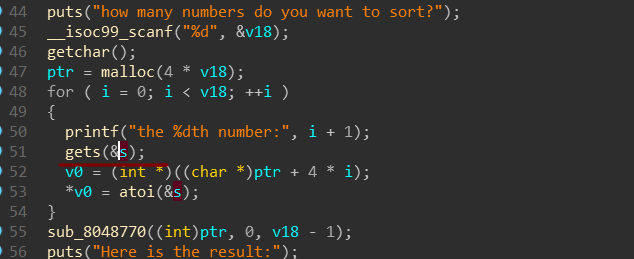 44 puts("how many numbers do you want to sort?");
45 __isoc99_scanf("%d", &v18);
46 getchar();
47 ptr = malloc(4 * v18);
48 for ( i = 0; i < v18; ++i )
49 {
50 printf("the %dth number:", i + 1);
51 gets(&s);
52 v0 = (int *)((char *)ptr + 4 * i);
53 *v0 = atoi(&s);
54 }
55 sub_8048770((int)ptr, 0, v18 - 1);
56 puts("Here is the result:");